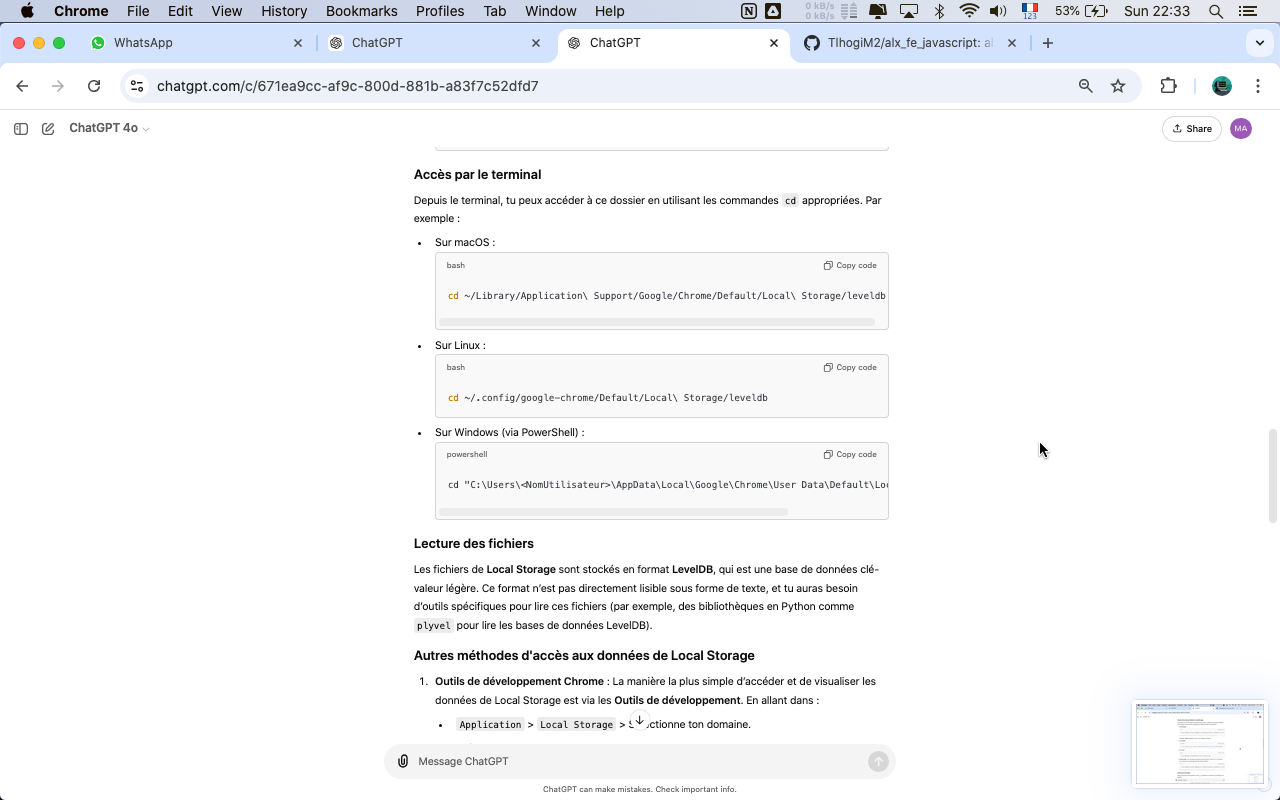 Chrome File Edit View History Bookmarks Profiles Tab Window Help 0 kB/s 0 kB/s 123 53% Sun 22:33
WhatsApp ChatGPT ChatGPT TlhogiM2/alx_fe_javascript: al
chatgpt.com/c/671ea9cc-af9c-800d-881b-a83f7c52dfd7
ChatGPT 4o Share MA
Accès par le terminal
Depuis le terminal, tu peux accéder à ce dossier en utilisant les commandes cd appropriées. Par
exemple :
• Sur macOS :
bash Copy code
cd ~/Library/Application\ Support/Google/Chrome/Default/Local\ Storage/leveldb
• Sur Linux :
bash Copy code
cd ~/.config/google-chrome/Default/Local\ Storage/leveldb
• Sur Windows (via PowerShell) :
powershell Copy code
cd "C:\Users\<NomUtilisateur>\AppData\Local\Google\Chrome\User Data\Default\Loc
Lecture des fichiers
Les fichiers de Local Storage sont stockés en format LevelDB, qui est une base de données clé-
valeur légère. Ce format n'est pas directement lisible sous forme de texte, et tu auras besoin
d'outils spécifiques pour lire ces fichiers (par exemple, des bibliothèques en Python comme
plyvel pour lire les bases de données LevelDB).
Autres méthodes d'accès aux données de Local Storage
1. Outils de développement Chrome : La manière la plus simple d'accéder et de visualiser les
données de Local Storage est via les Outils de développement. En allant dans :
• Application > Local Storage > S ctionne ton domaine.
Message ChatGPT
ChatGPT can make mistakes. Check important info.